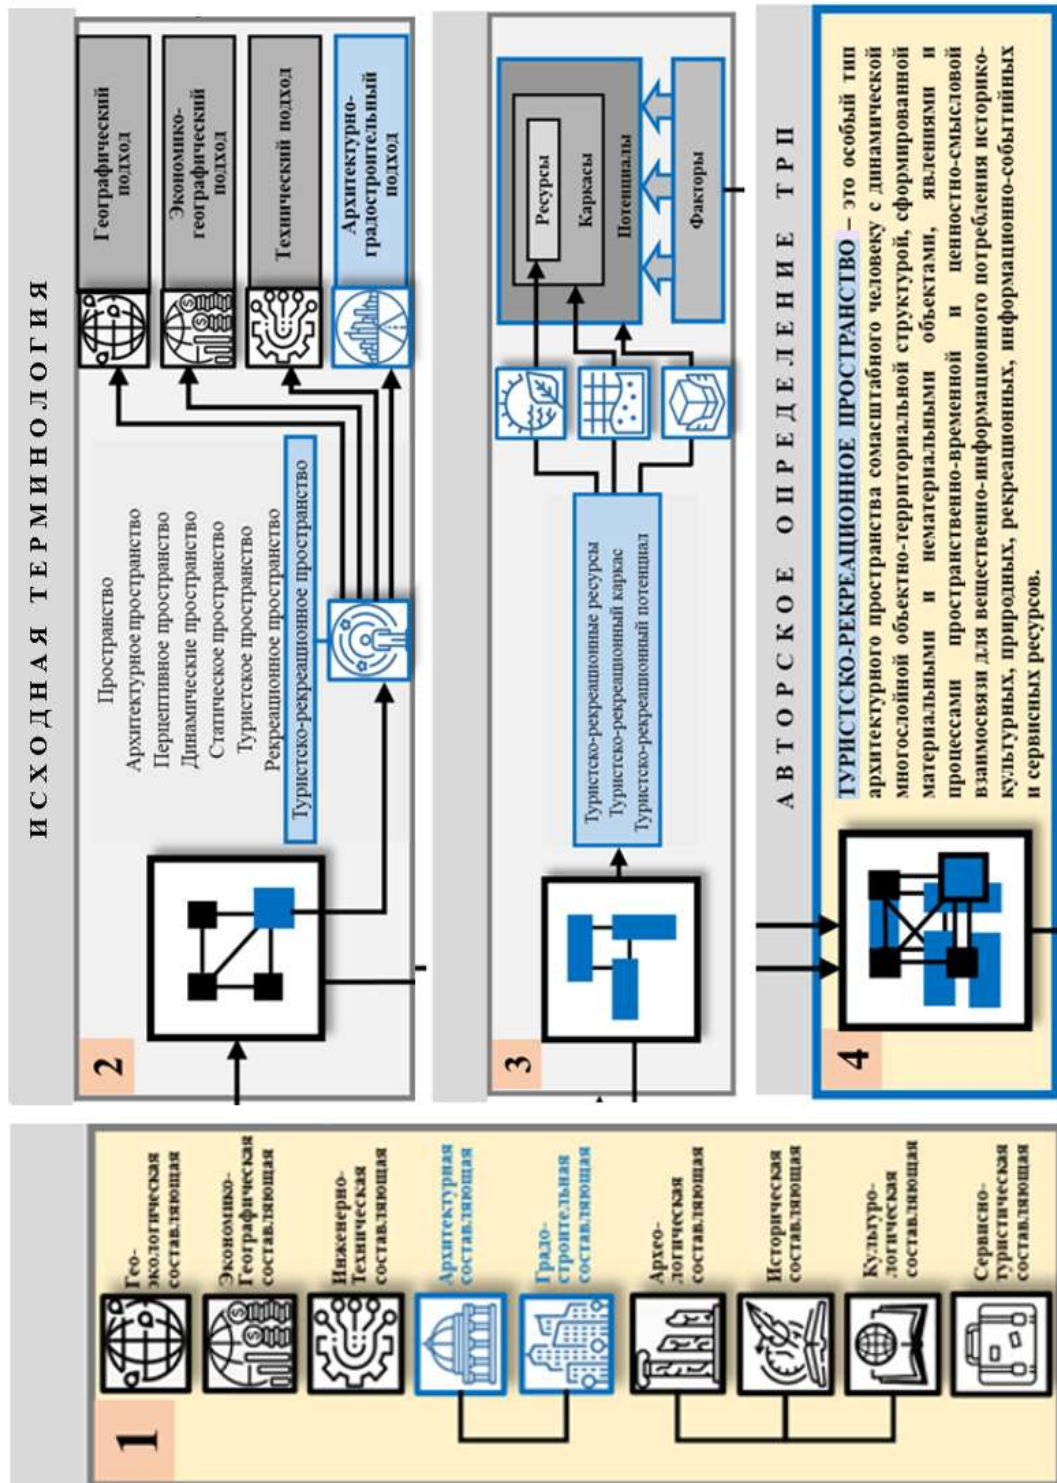 1
Гео-
экологическая
составляющая
Экономико-
Географическая
составляющая
Инженерно-
Техническая
составляющая
Архитектурная
составляющая
Градо-
строительная
составляющая
Архео-
логическая
составляющая
Историческая
составляющая
Культуро-
логическая
составляющая
Сервисно-
туристическая
составляющая
ИСХОДНАЯ ТЕРМИНОЛОГИЯ
2
Пространство
Архитектурное пространство
Перцептивное пространство
Динамические пространство
Статическое пространство
Туристское пространство
Рекреационное пространство
Туристско-рекреационное пространство
Географический
подход
Экономико-
географический
подход
Технический подход
Архитектурно-
градостроительный
подход
3
Туристско-рекреационные ресурсы
Туристско-рекреационный каркас
Туристско-рекреационный потенциал
Ресурсы
Каркасы
Потенциалы
Факторы
АВТОРСКОЕ ОПРЕДЕЛЕНИЕ ТРП
4
ТУРИСТСКО-РЕКРЕАЦИОННОЕ ПРОСТРАНСТВО – это особый тип
архитектурного пространства сомасштабного человеку с динамической
многослойной объектно-территориальной структурой, сформированной
материальными и нематериальными объектами, явлениями и
процессами пространственно-временной и ценностно-смысловой
взаимосвязи для вещественно-информационного потребления историко-
культурных, природных, рекреационных, информационно-событийных
и сервисных ресурсов.